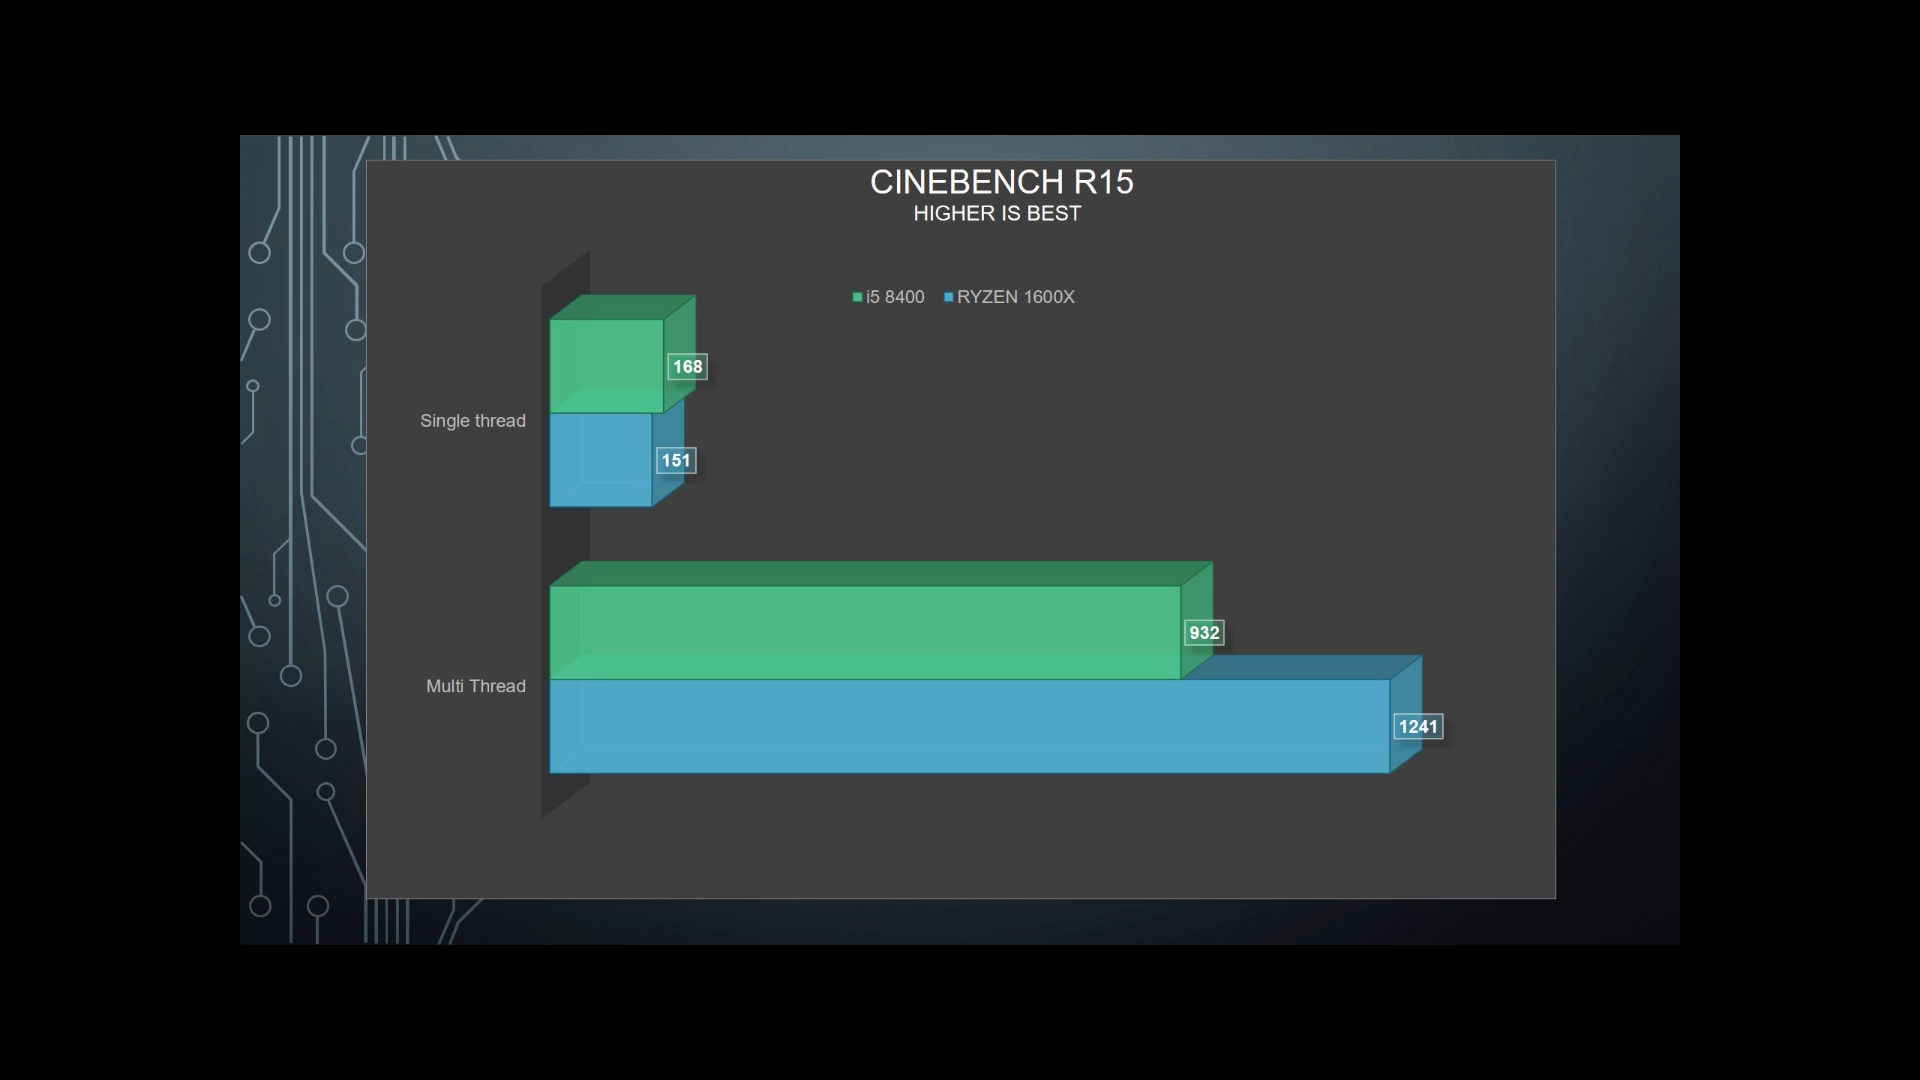 CINEBENCH R15
HIGHER IS BEST
i5 8400 RYZEN 1600X
168
Single thread
151
932
Multi Thread
1241